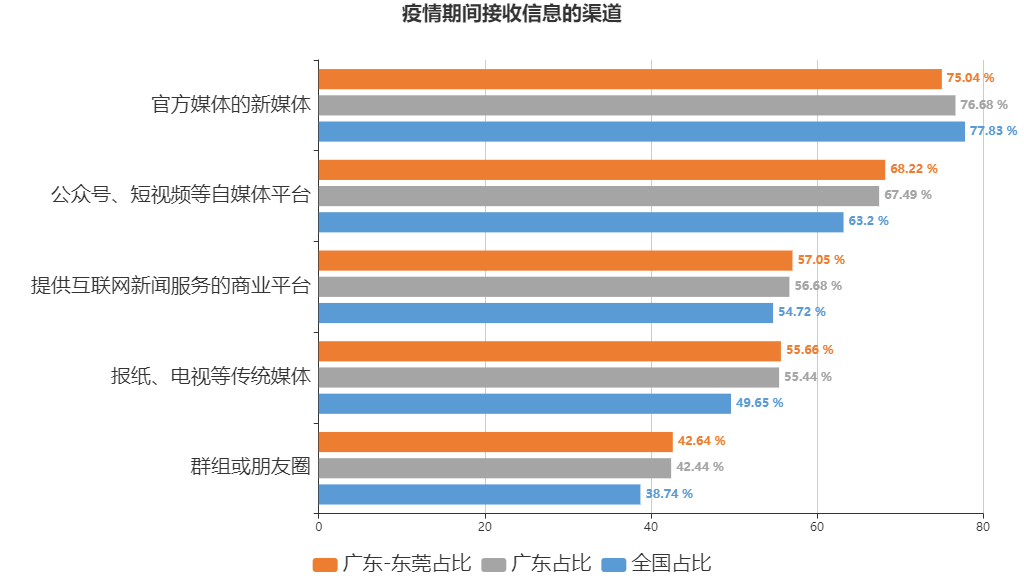 疫情期间接收信息的渠道
官方媒体的新媒体
75.04 %
76.68 %
77.83 %
公众号、短视频等自媒体平台
68.22 %
67.49 %
63.2 %
提供互联网新闻服务的商业平台
57.05 %
56.68 %
54.72 %
报纸、电视等传统媒体
55.66 %
55.44 %
49.65 %
群组或朋友圈
42.64 %
42.44 %
38.74 %
0 20 40 60 80
广东-东莞占比 广东占比 全国占比